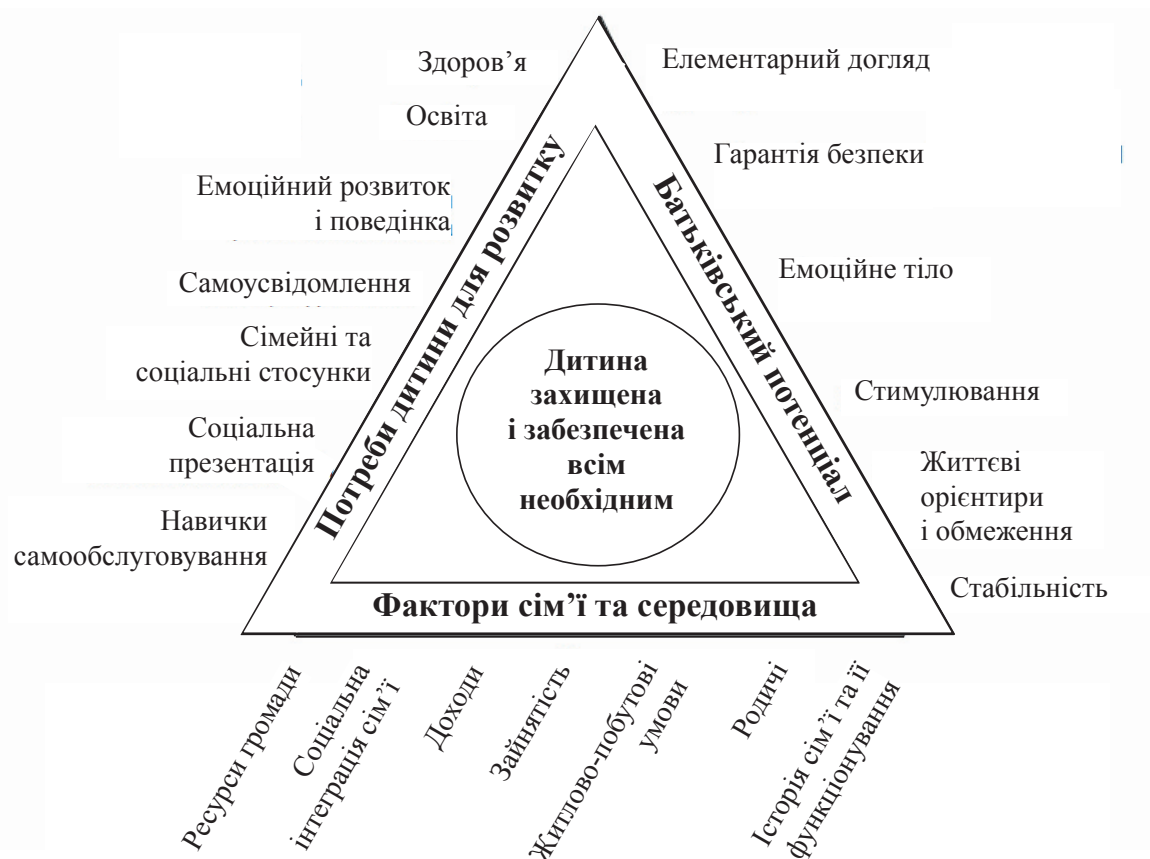 Здоров’я
Освіта
Емоційний розвиток
і поведінка
Самоусвідомлення
Сімейні та
соціальні стосунки
Соціальна
презентація
Навички
самообслуговування
Потреби дитини для розвитку
Елементарний догляд
Гарантія безпеки
Емоційне тіло
Стимулювання
Життєві
орієнтири
і обмеження
Стабільність
Батьківський потенціал
Дитина
захищена
і забезпечена
всім
необхідним
Фактори сім’ї та середовища
Ресурси громади
Соціальна
інтеграція сім’ї
Доходи
Зайнятість
Житлово-побутові
умови
Родичі
Історія сім’ї та її
функціонування